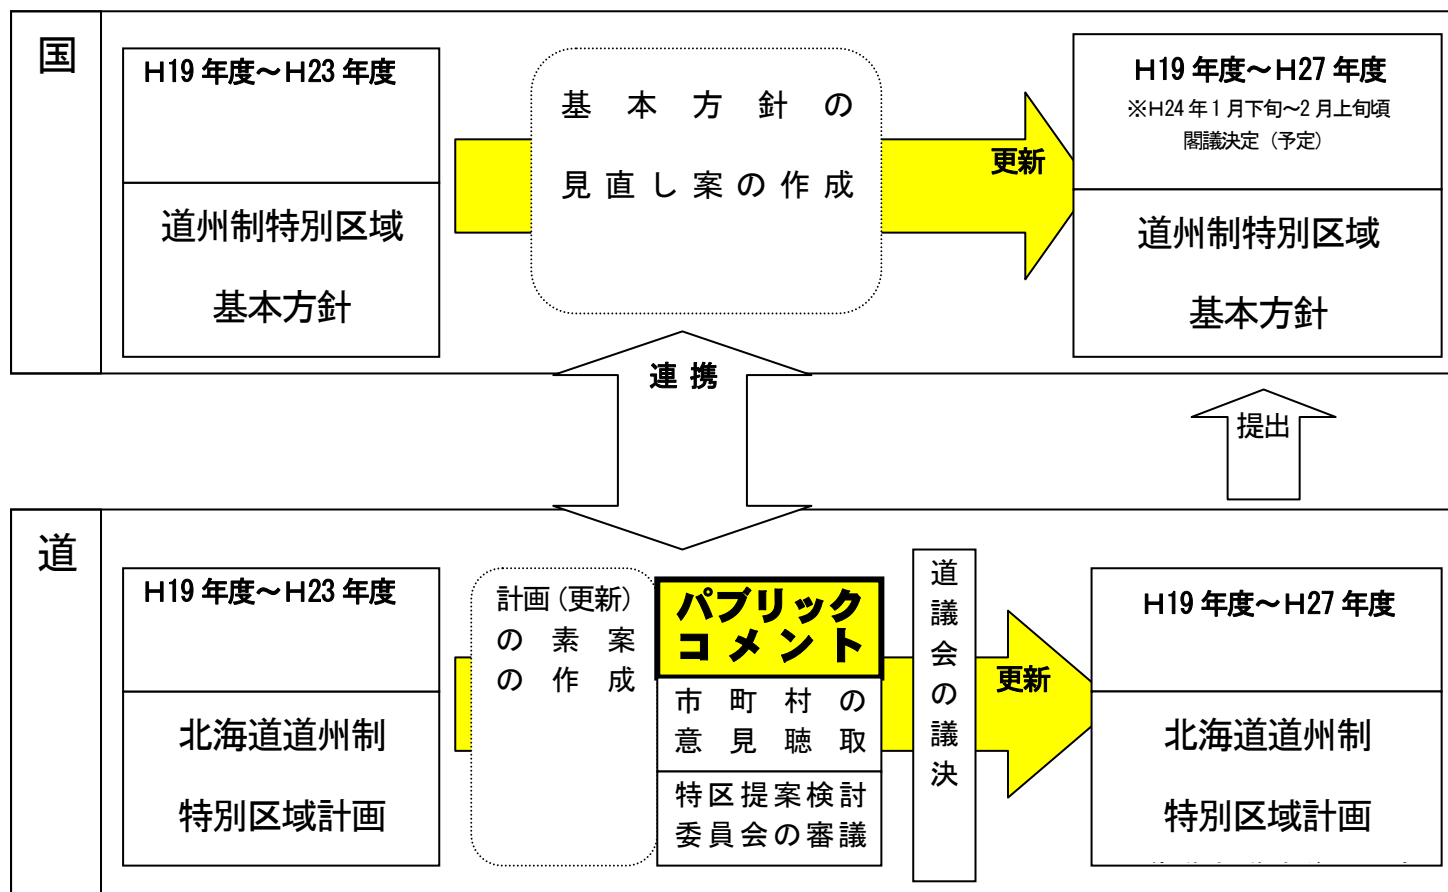 国
H19 年度～H23 年度
道州制特別区域
基本方針
基本方針の
見直し案の作成
更新
H19 年度～H27 年度
※H24 年 1 月下旬～2 月上旬頃
閣議決定（予定）
道州制特別区域
基本方針
連 携
提出
道
H19 年度～H23 年度
北海道道州制
特別区域計画
計画（更新）
の素案
の作成
パブリック
コメント
市町村の
意見聴取
特区提案検討
委員会の審議
道議会の議決
更新
H19 年度～H27 年度
北海道道州制
特別区域計画